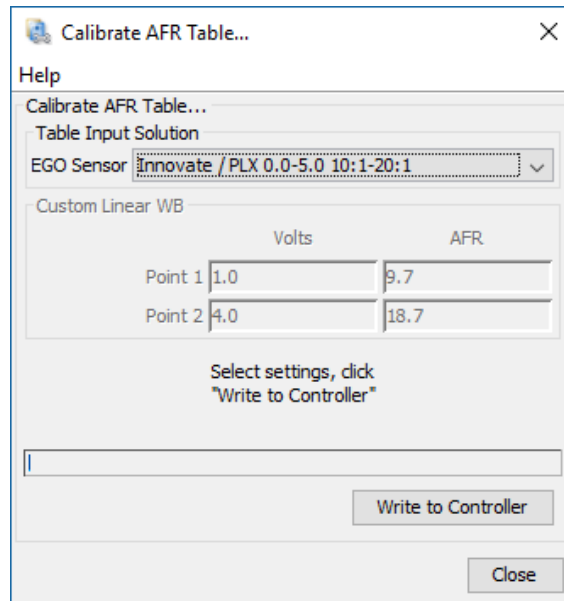 Calibrate AFR Table...
Help
Calibrate AFR Table...
Table Input Solution
EGO Sensor Innovate / PLX 0.0-5.0 10:1-20:1
Custom Linear WB
Volts AFR
Point 1 1.0 9.7
Point 2 4.0 18.7
Select settings, click
"Write to Controller"
Write to Controller
Close